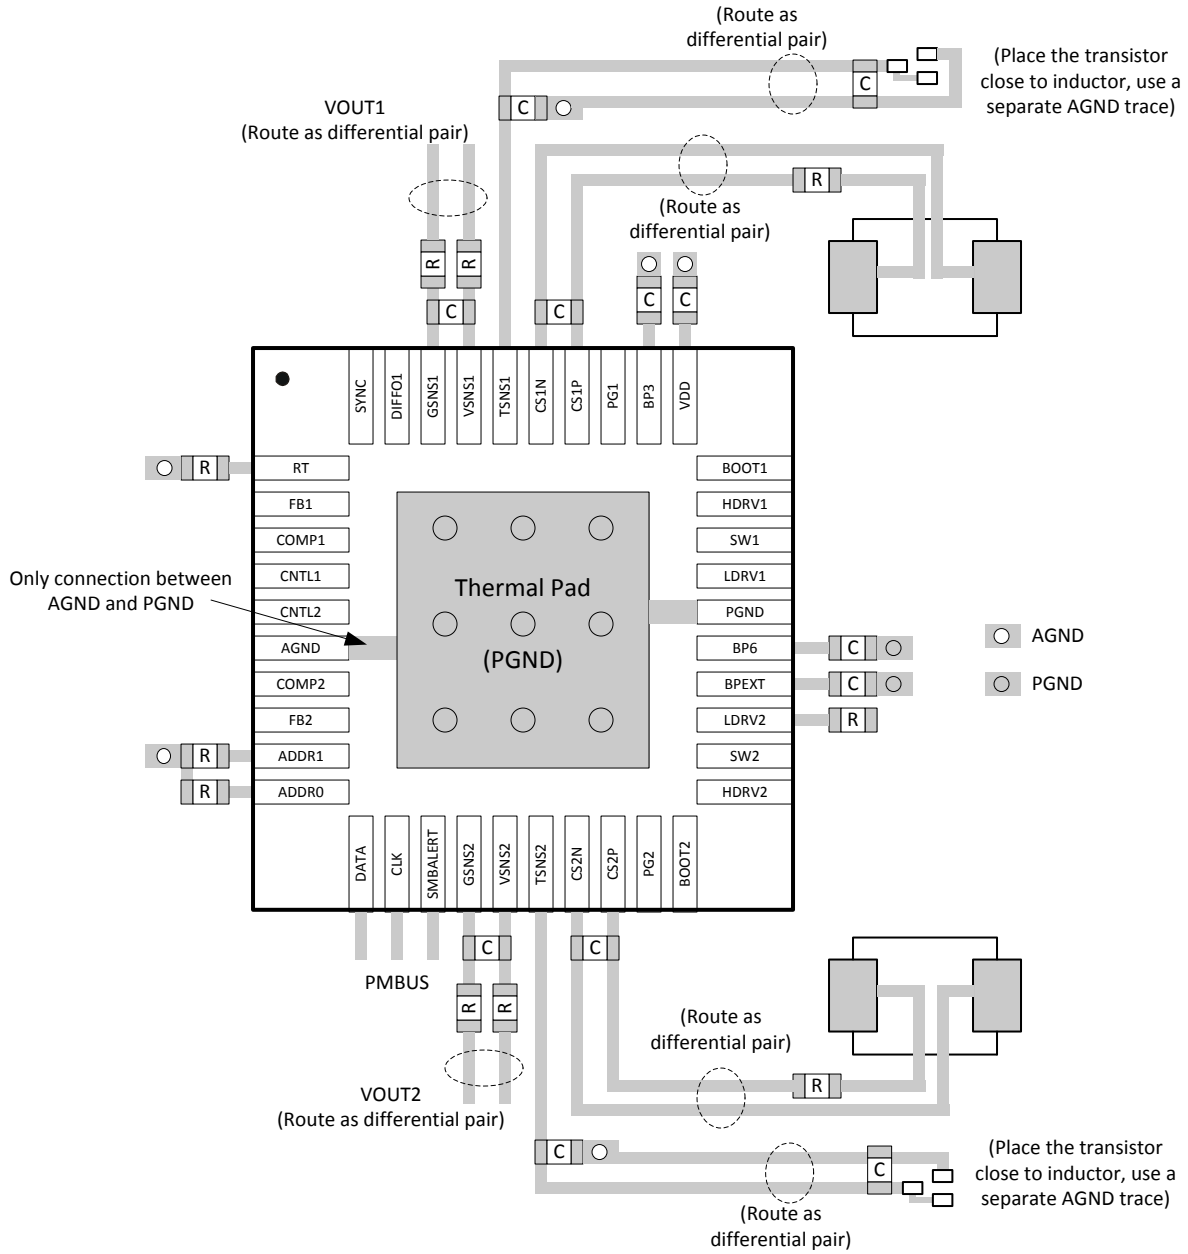 (Route as
differential pair)
(Place the transistor
close to inductor, use a
separate AGND trace)
C
C
VOUT1
(Route as differential pair)
R
(Route as
differential pair)
R
R
C
C
C
C
SYNC
DIFFO1
GSNS1
VSNS1
TSNS1
CS1N
CS1P
PG1
BP3
VDD
R
RT
FB1
COMP1
CNTL1
CNTL2
AGND
COMP2
FB2
R
ADDR1
R
ADDR0
Only connection between
AGND and PGND
Thermal Pad
(PGND)
BOOT1
HDRV1
SW1
LDRV1
PGND
BP6
C
BPEXT
C
LDRV2
R
SW2
HDRV2
AGND
PGND
DATA
CLK
SMBALERT
GSNS2
VSNS2
TSNS2
CS2N
CS2P
PG2
BOOT2
C
C
PMBUS
R
R
(Route as
differential pair)
R
VOUT2
(Route as differential pair)
C
C
(Place the transistor
close to inductor, use a
separate AGND trace)
(Route as
differential pair)